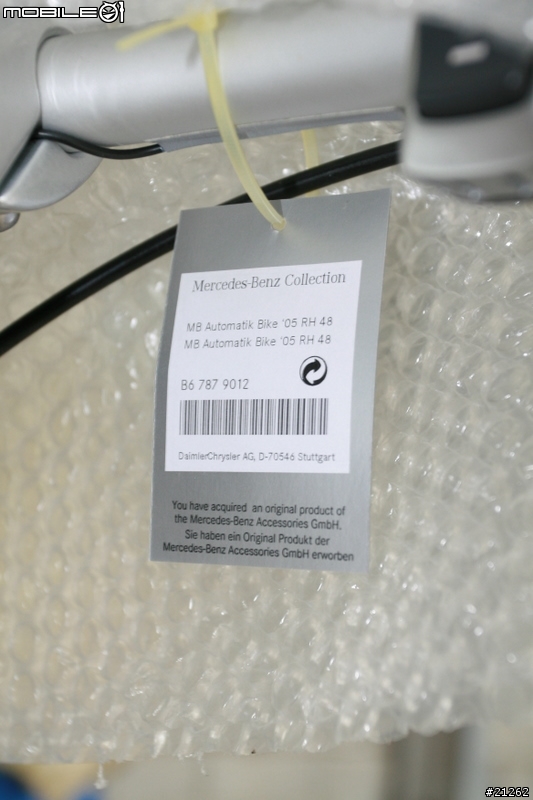 MOBILE01
Mercedes-Benz Collection
MB Automatik Bike '05 RH 48
MB Automatik Bike '05 RH 48
B6 787 9012
DaimlerChrysler AG, D-70546 Stuttgart
You have acquired an original product of
the Mercedes-Benz Accessories GmbH.
Sie haben ein Original Produkt der
Mercedes-Benz Accessories GmbH erworben
#21262